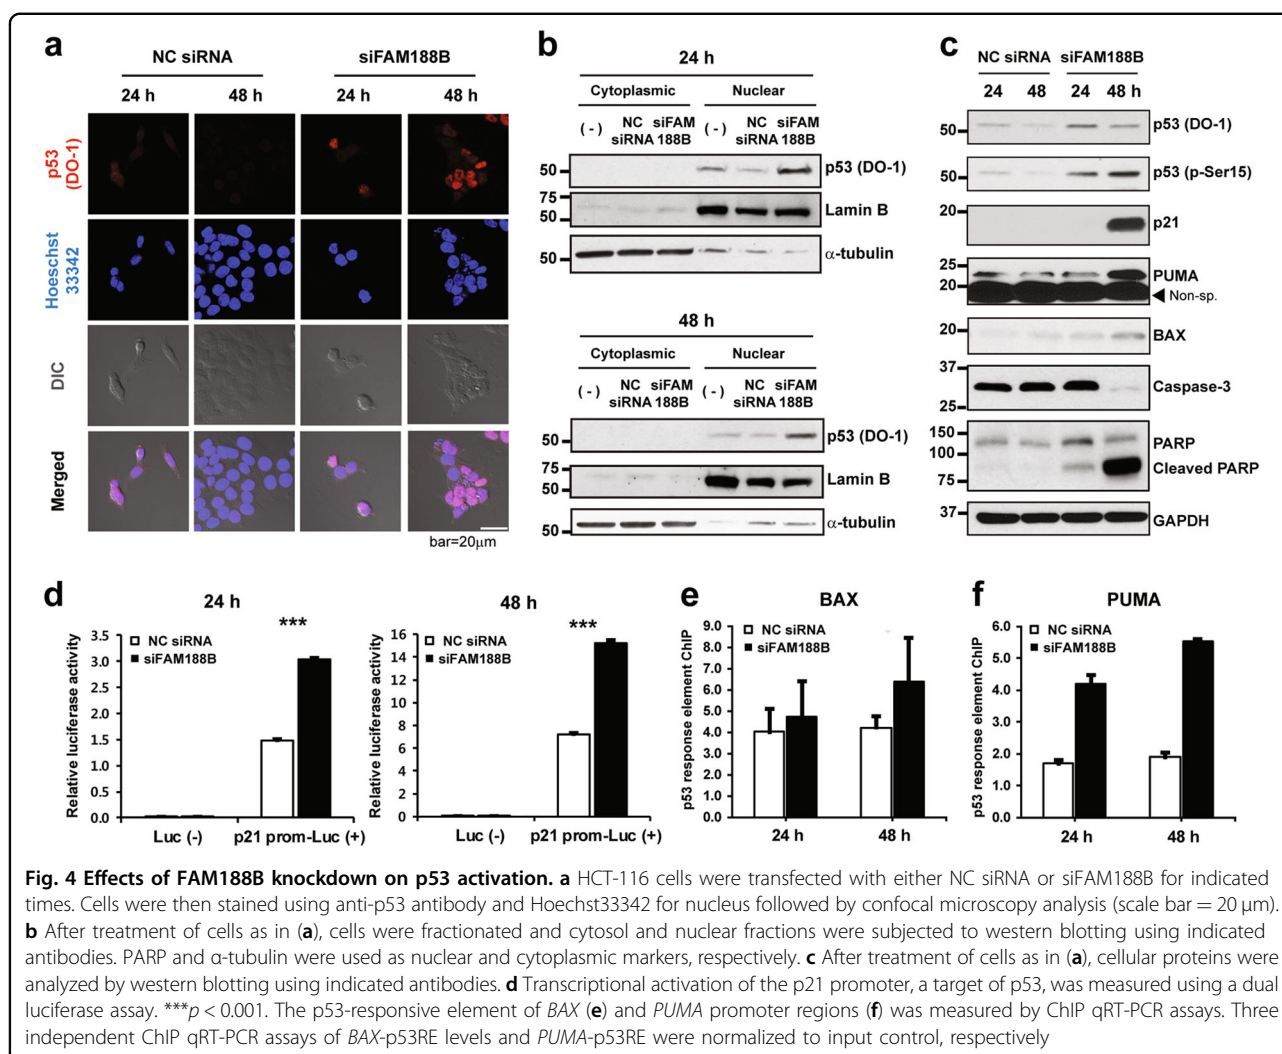 a
NC siRNA
siFAM188B
24 h
48 h
24 h
48 h
p53
(DO-1)
Hoeschst
33342
DIC
Merged
bar=20μm
b
24 h
Cytoplasmic
Nuclear
(-)
NC
siRNA
siFAM
188B
(-)
NC
siRNA
siFAM
188B
50
p53 (DO-1)
75
50
Lamin B
50
α-tubulin
48 h
Cytoplasmic
Nuclear
(-)
NC
siRNA
siFAM
188B
(-)
NC
siRNA
siFAM
188B
50
p53 (DO-1)
75
50
Lamin B
50
α-tubulin
c
NC siRNA
siFAM188B
24
48
24
48 h
50
p53 (DO-1)
50
p53 (p-Ser15)
20
p21
25
20
PUMA
◀ Non-sp.
20
BAX
37
25
Caspase-3
150
100
75
PARP
Cleaved PARP
37
GAPDH
d
24 h
Relative luciferase activity
3.5
3.0
2.5
2.0
1.5
1.0
0.5
0.0
NC siRNA
siFAM188B
***
Luc (-)
p21 prom-Luc (+)
48 h
Relative luciferase activity
16
14
12
10
8
6
4
2
0
NC siRNA
siFAM188B
***
Luc (-)
p21 prom-Luc (+)
e
BAX
p53 response element ChIP
9.0
8.0
7.0
6.0
5.0
4.0
3.0
2.0
1.0
0.0
NC siRNA
siFAM188B
24 h
48 h
f
PUMA
p53 response element ChIP
6.0
5.0
4.0
3.0
2.0
1.0
0.0
NC siRNA
siFAM188B
24 h
48 h
Fig. 4 Effects of FAM188B knockdown on p53 activation. a HCT-116 cells were transfected with either NC siRNA or siFAM188B for indicated
times. Cells were then stained using anti-p53 antibody and Hoechst33342 for nucleus followed by confocal microscopy analysis (scale bar = 20 μm).
b After treatment of cells as in (a), cells were fractionated and cytosol and nuclear fractions were subjected to western blotting using indicated
antibodies. PARP and α-tubulin were used as nuclear and cytoplasmic markers, respectively. c After treatment of cells as in (a), cellular proteins were
analyzed by western blotting using indicated antibodies. d Transcriptional activation of the p21 promoter, a target of p53, was measured using a dual
luciferase assay. ***p < 0.001. The p53-responsive element of BAX (e) and PUMA promoter regions (f) was measured by ChIP qRT-PCR assays. Three
independent ChIP qRT-PCR assays of BAX-p53RE levels and PUMA-p53RE were normalized to input control, respectively